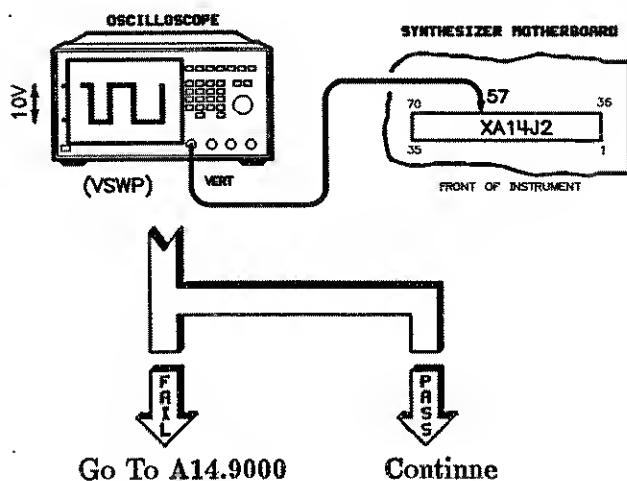 OSCILLOSCOPE
SYNTHESIZER MOTHERBOARD
10V
57
70
36
XA14J2
35
1
(VSWP)
VERT
FRONT OF INSTRUMENT
FAIL
PASS
Go To A14.9000
Continne